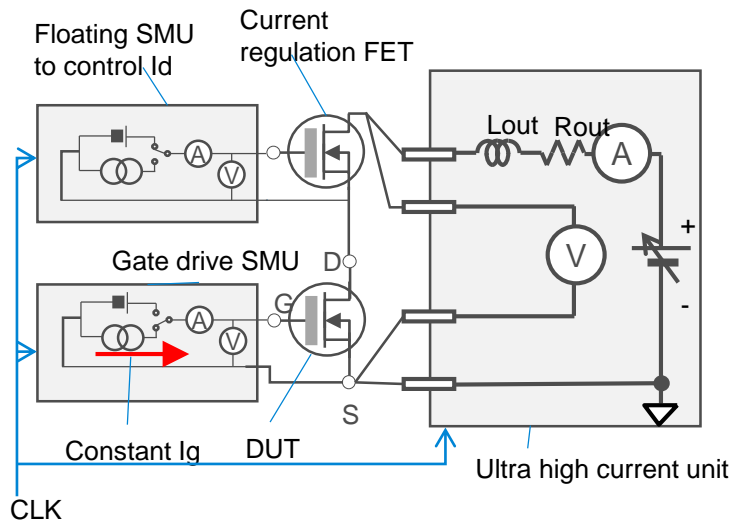 Floating SMU
to control Id
Current
regulation FET
Lout
Rout
A
V
A
V
+
-
Gate drive SMU
D
G
A
V
S
Constant Ig
DUT
Ultra high current unit
CLK